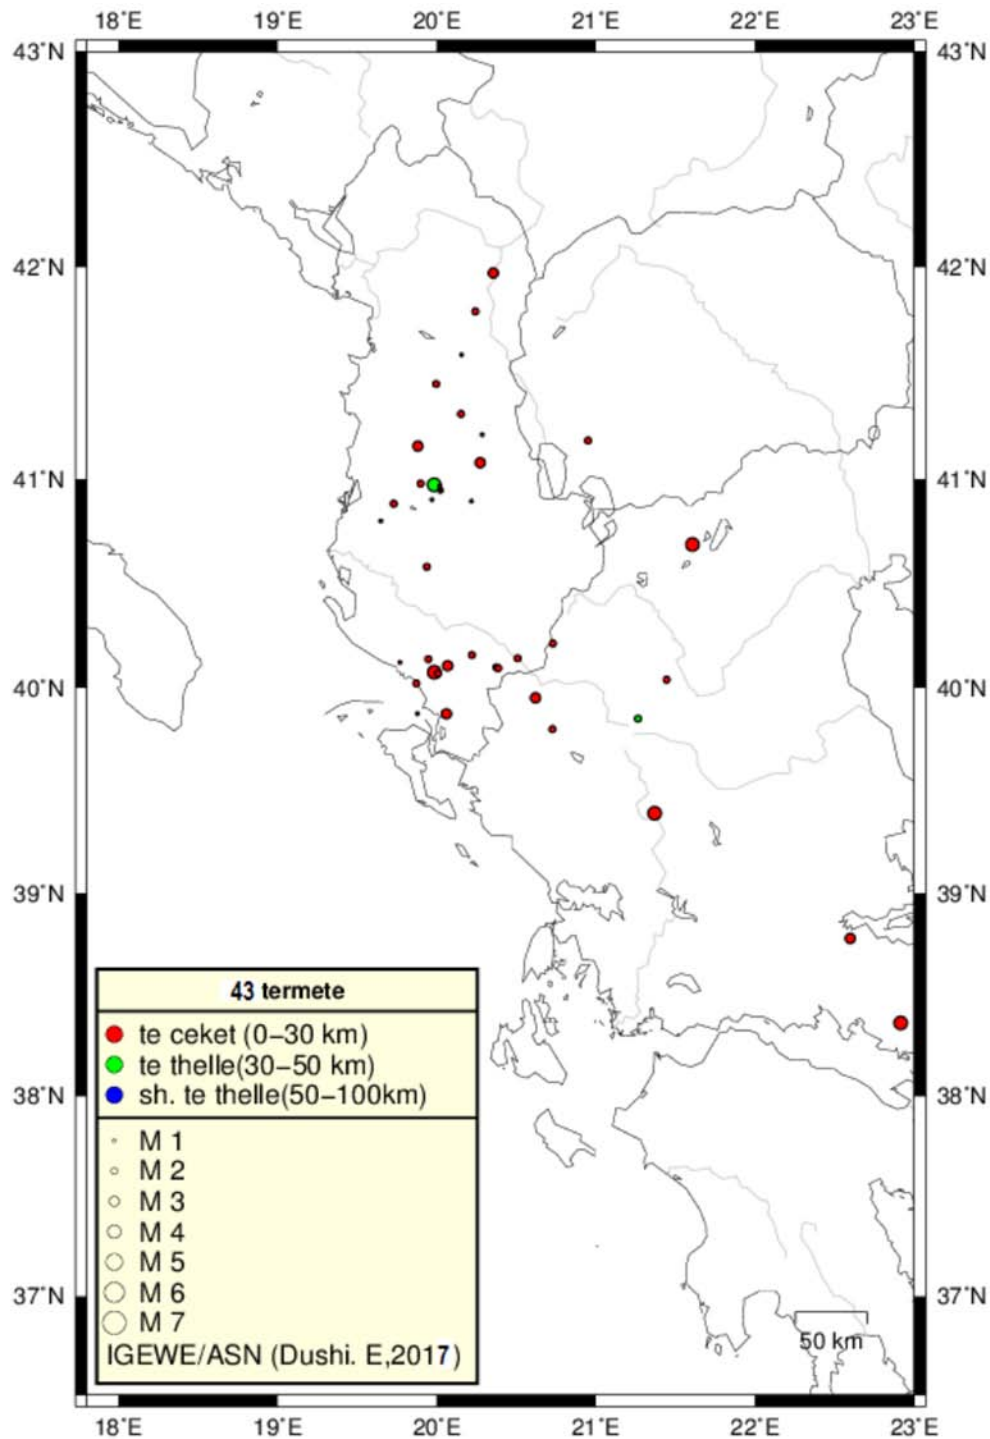 18˚E 19˚E 20˚E 21˚E 22˚E 23˚E
43˚N 43˚N
42˚N 42˚N
41˚N 41˚N
40˚N 40˚N
39˚N 39˚N
38˚N 38˚N
37˚N 37˚N
43 termete
te ceket (0–30 km)
te thelle(30–50 km)
sh. te thelle(50–100km)
M 1
M 2
M 3
M 4
M 5
M 6
M 7
IGEWE/ASN (Dushi. E,2017)
50 km
18˚E 19˚E 20˚E 21˚E 22˚E 23˚E